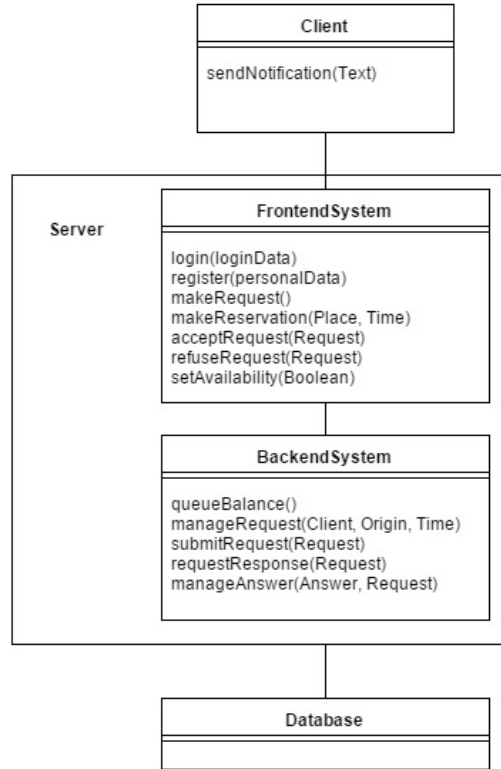 Client
sendNotification(Text)
Server
FrontendSystem
login(loginData)
register(personalData)
makeRequest()
makeReservation(Place, Time)
acceptRequest(Request)
refuseRequest(Request)
setAvailability(Boolean)
BackendSystem
queueBalance()
manageRequest(Client, Origin, Time)
submitRequest(Request)
requestResponse(Request)
manageAnswer(Answer, Request)
Database